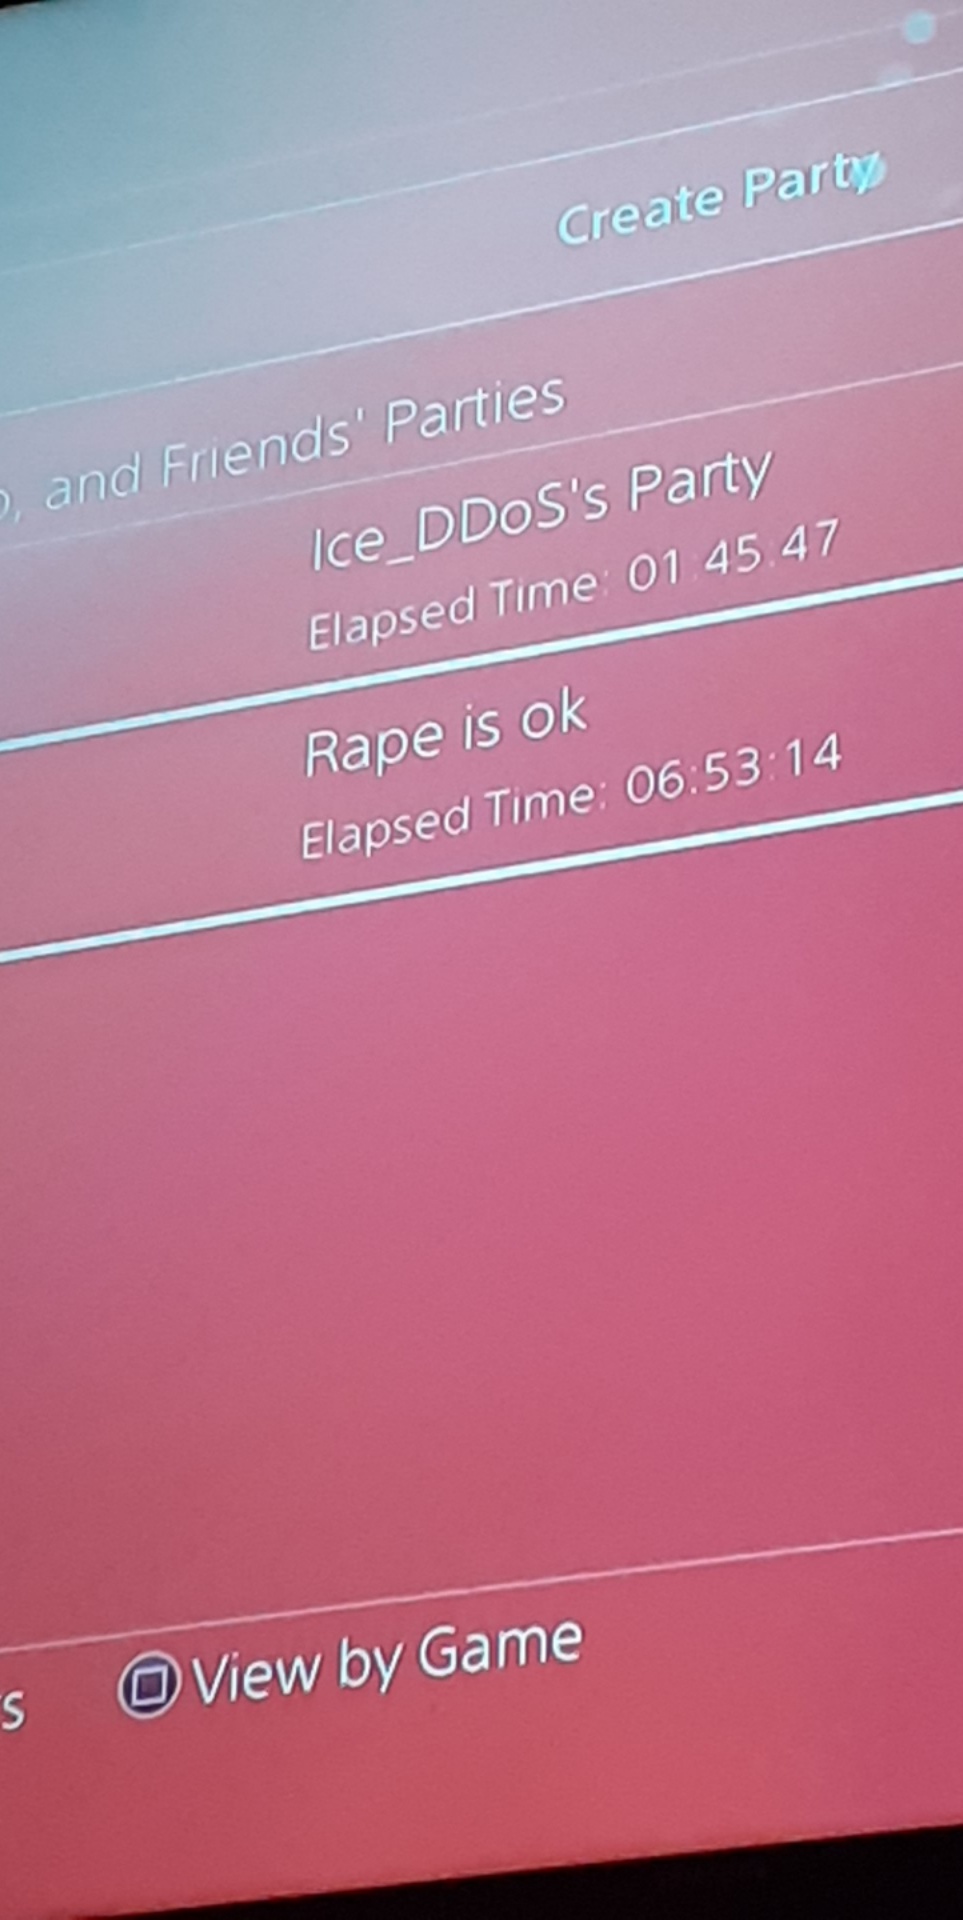 Create Party
, and Friends' Parties
Ice_DDoS's Party
Elapsed Time: 01:45:47
Rape is ok
Elapsed Time: 06:53:14
s
View by Game